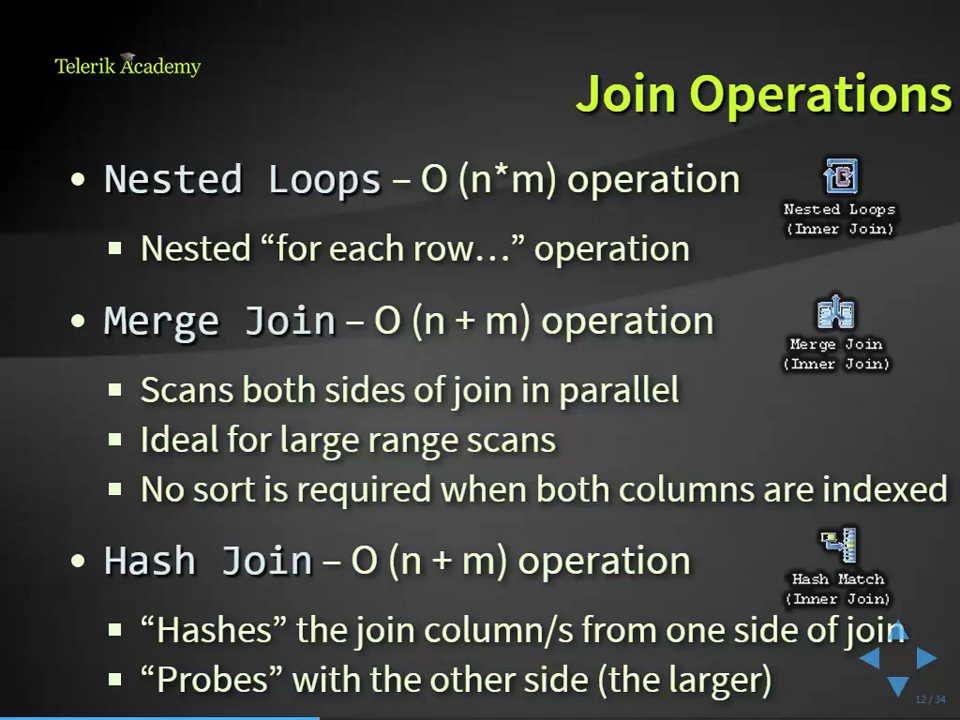 Telerik Academy
Join Operations
• Nested Loops – O (n*m) operation
Nested Loops
(Inner Join)
▪ Nested “for each row…” operation
• Merge Join – O (n + m) operation
Merge Join
(Inner Join)
▪ Scans both sides of join in parallel
▪ Ideal for large range scans
▪ No sort is required when both columns are indexed
• Hash Join – O (n + m) operation
Hash Match
(Inner Join)
▪ “Hashes” the join column/s from one side of join
▪ “Probes” with the other side (the larger)
12 / 34